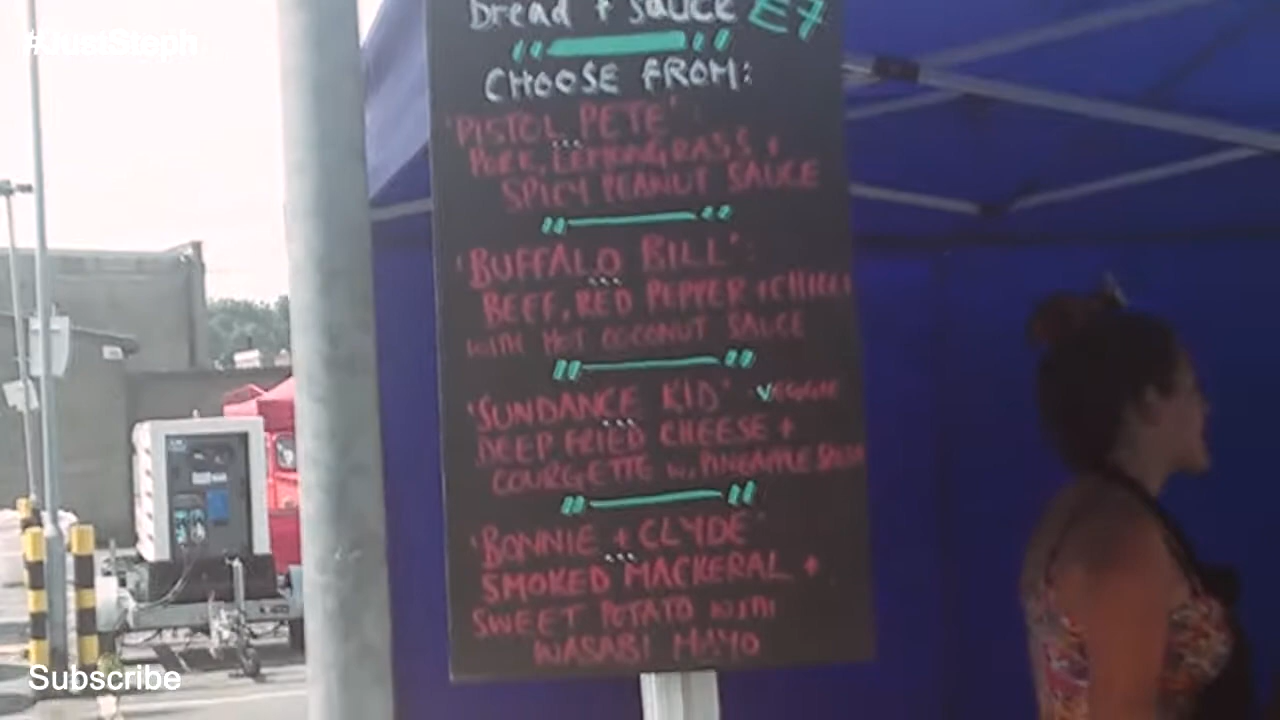 #JustSteph
bread + sauce £7
CHOOSE FROM:
'PISTOL PETE':
PORK, LEMONGRASS +
SPICY PEANUT SAUCE
'BUFFALO BILL':
BEEF, RED PEPPER + CHILLI
WITH HOT COCONUT SAUCE
'SUNDANCE KID' VEGGIE
DEEP FRIED CHEESE +
COURGETTE w. PINEAPPLE
'BONNIE + CLYDE'
SMOKED MACKERAL +
SWEET POTATO WITH
WASABI MAYO
Subscribe